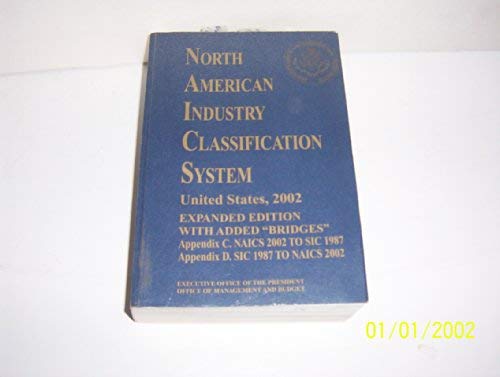 NORTH
AMERICAN
INDUSTRY
CLASSIFICATION
SYSTEM
United States, 2002
EXPANDED EDITION
WITH ADDED "BRIDGES"
Appendix C. NAICS 2002 TO SIC 1987
Appendix D. SIC 1987 TO NAICS 2002
EXECUTIVE OFFICE OF THE PRESIDENT
OFFICE OF MANAGEMENT AND BUDGET
01/01/2002